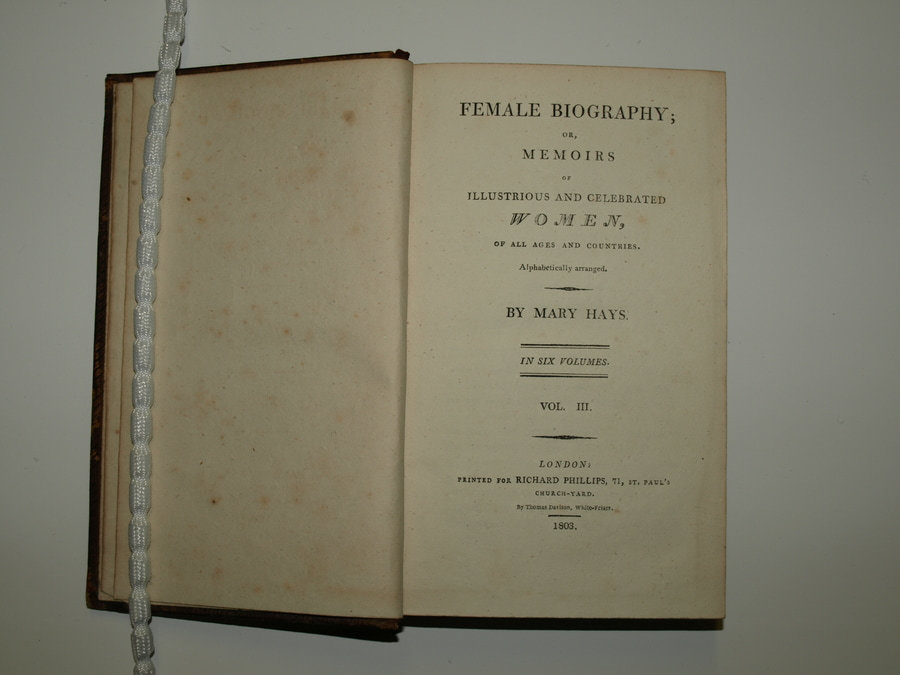 FEMALE BIOGRAPHY;
OR,
MEMOIRS
OF
ILLUSTRIOUS AND CELEBRATED
WOMEN,
OF ALL AGES AND COUNTRIES.
Alphabetically arranged.
BY MARY HAYS.
IN SIX VOLUMES.
VOL. III.
LONDON:
PRINTED FOR RICHARD PHILLIPS, 71, ST. PAUL'S
CHURCH-YARD.
By Thomas Davison, White-Friars.
1803.